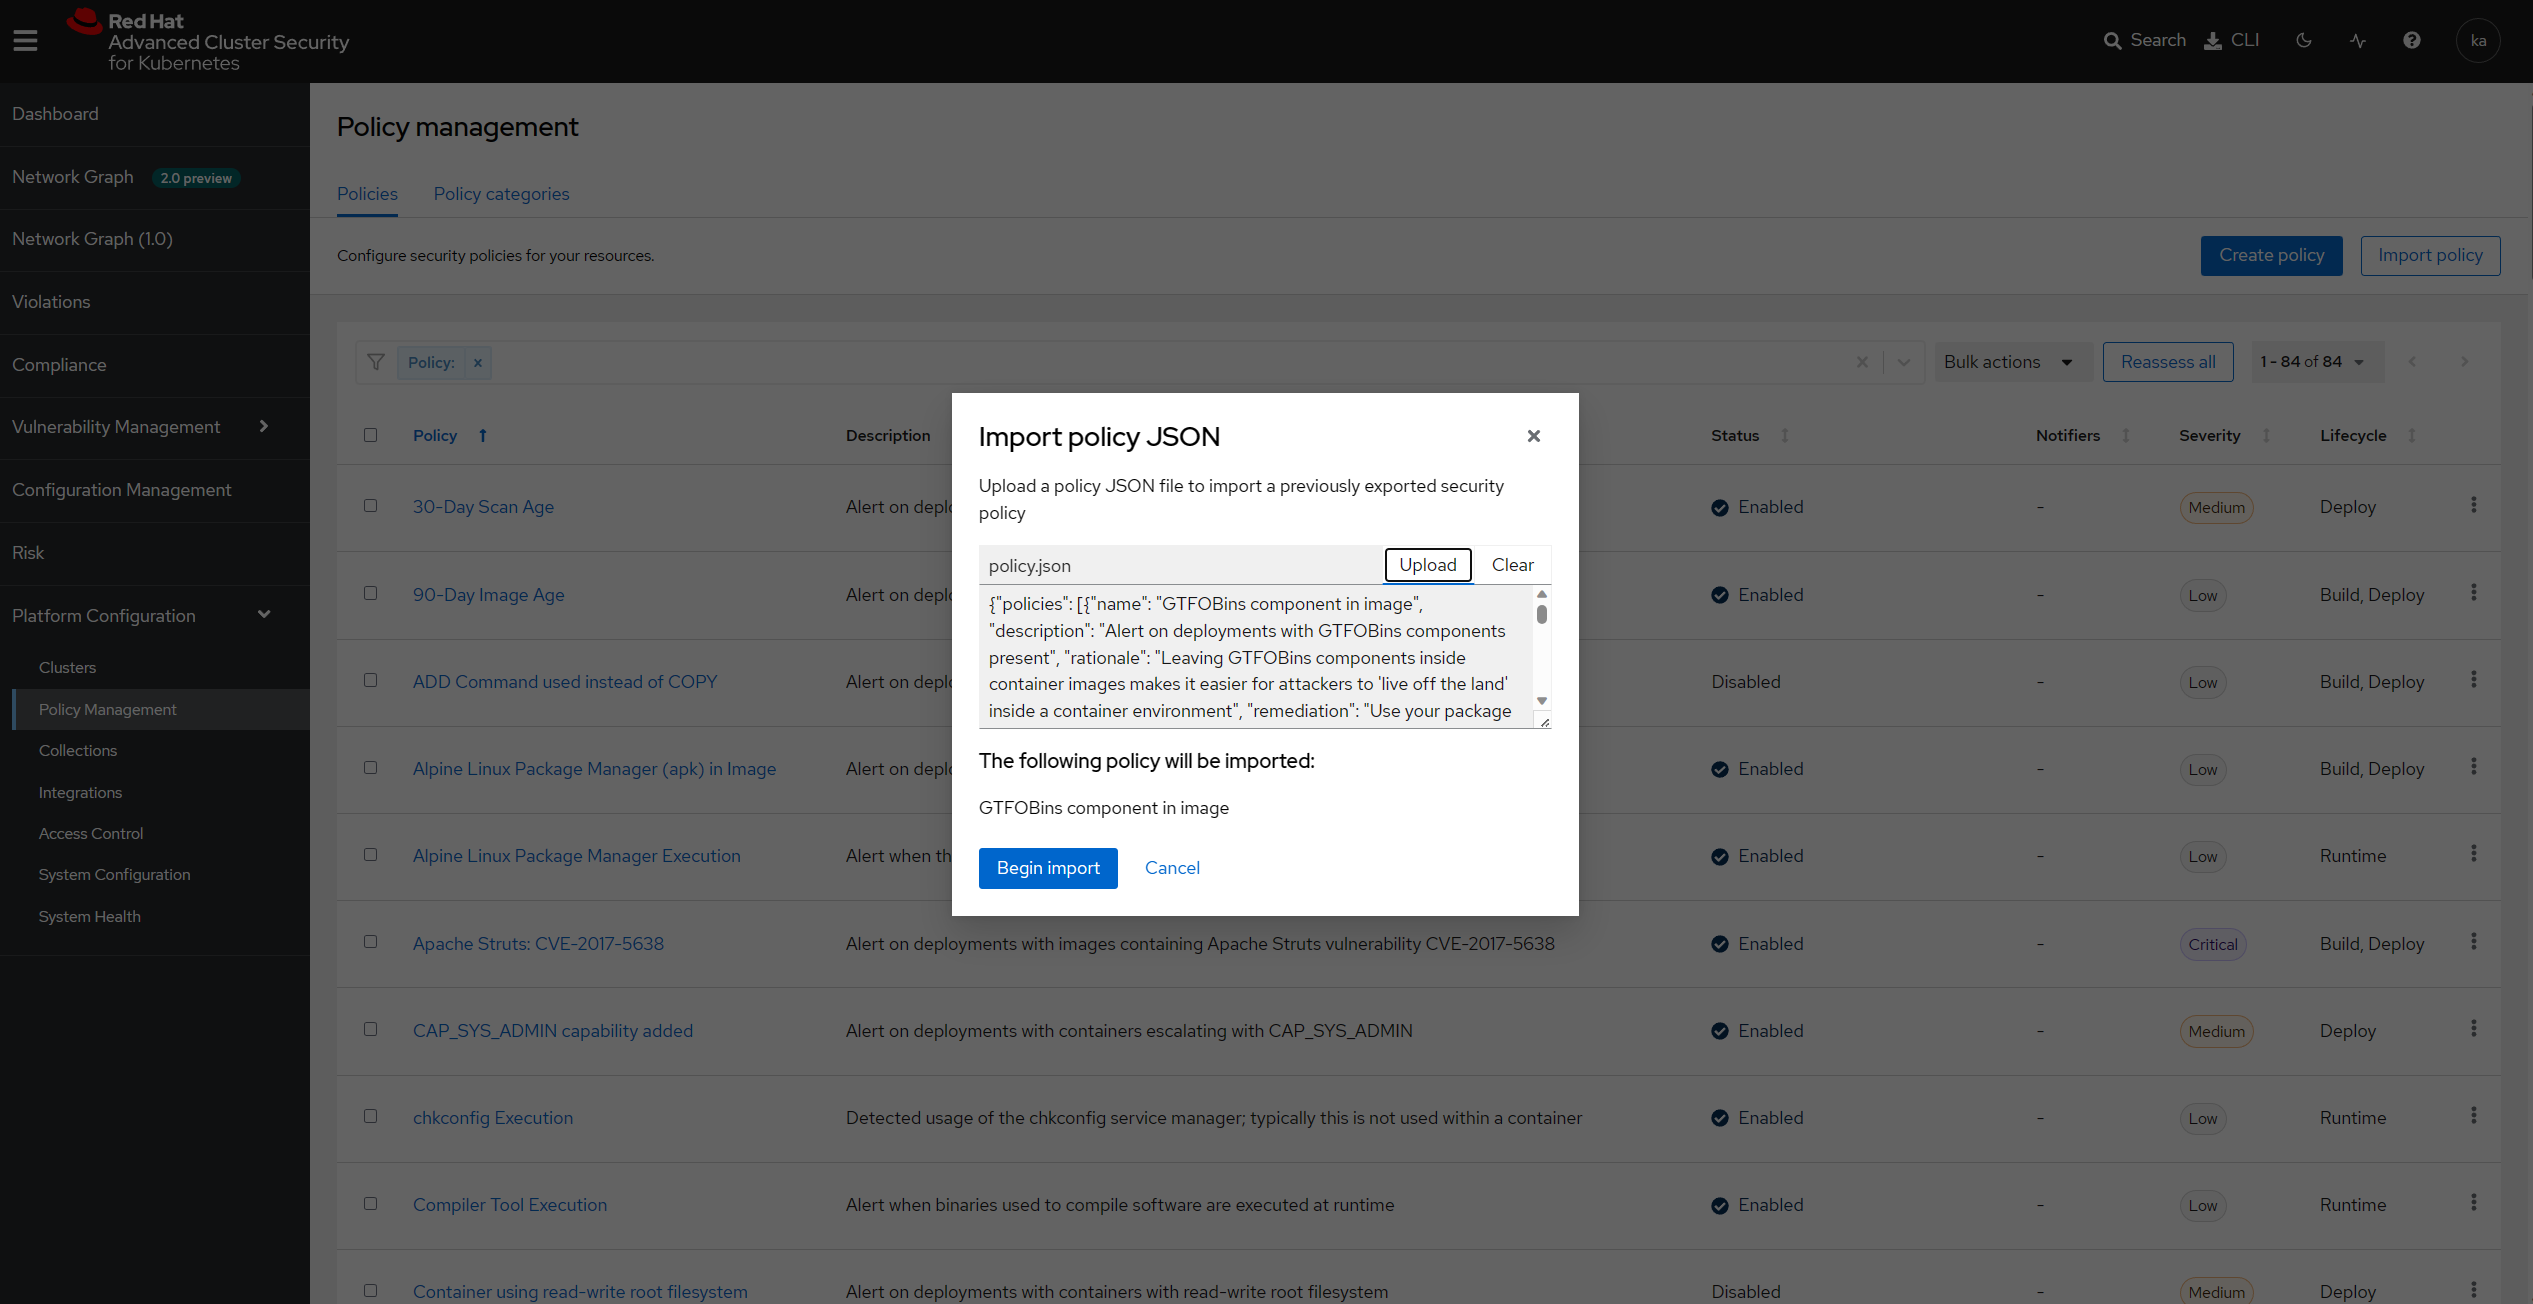 Red Hat
Advanced Cluster Security
for Kubernetes
Search
CLI
ka
Dashboard
Network Graph 2.0 preview
Network Graph (1.0)
Violations
Compliance
Vulnerability Management
Configuration Management
Risk
Platform Configuration
Clusters
Policy Management
Collections
Integrations
Access Control
System Configuration
System Health
Policy management
Policies Policy categories
Configure security policies for your resources.
Create policy Import policy
Policy:
Bulk actions Reassess all 1 - 84 of 84
Policy Description Status Notifiers Severity Lifecycle
30-Day Scan Age Alert on depl Enabled - Medium Deploy
90-Day Image Age Alert on depl Enabled - Low Build, Deploy
ADD Command used instead of COPY Alert on depl Disabled - Low Build, Deploy
Alpine Linux Package Manager (apk) in Image Alert on depl Enabled - Low Build, Deploy
Alpine Linux Package Manager Execution Alert when th Enabled - Low Runtime
Apache Struts: CVE-2017-5638 Alert on deployments with images containing Apache Struts vulnerability CVE-2017-5638 Enabled - Critical Build, Deploy
CAP_SYS_ADMIN capability added Alert on deployments with containers escalating with CAP_SYS_ADMIN Enabled - Medium Deploy
chkconfig Execution Detected usage of the chkconfig service manager; typically this is not used within a container Enabled - Low Runtime
Compiler Tool Execution Alert when binaries used to compile software are executed at runtime Enabled - Low Runtime
Container using read-write root filesystem Alert on deployments with containers with read-write root filesystem Disabled - Medium Deploy
Import policy JSON
Upload a policy JSON file to import a previously exported security
policy
policy.json Upload Clear
{"policies": [{"name": "GTFOBins component in image",
"description": "Alert on deployments with GTFOBins components
present", "rationale": "Leaving GTFOBins components inside
container images makes it easier for attackers to 'live off the land'
inside a container environment", "remediation": "Use your package
The following policy will be imported:
GTFOBins component in image
Begin import Cancel